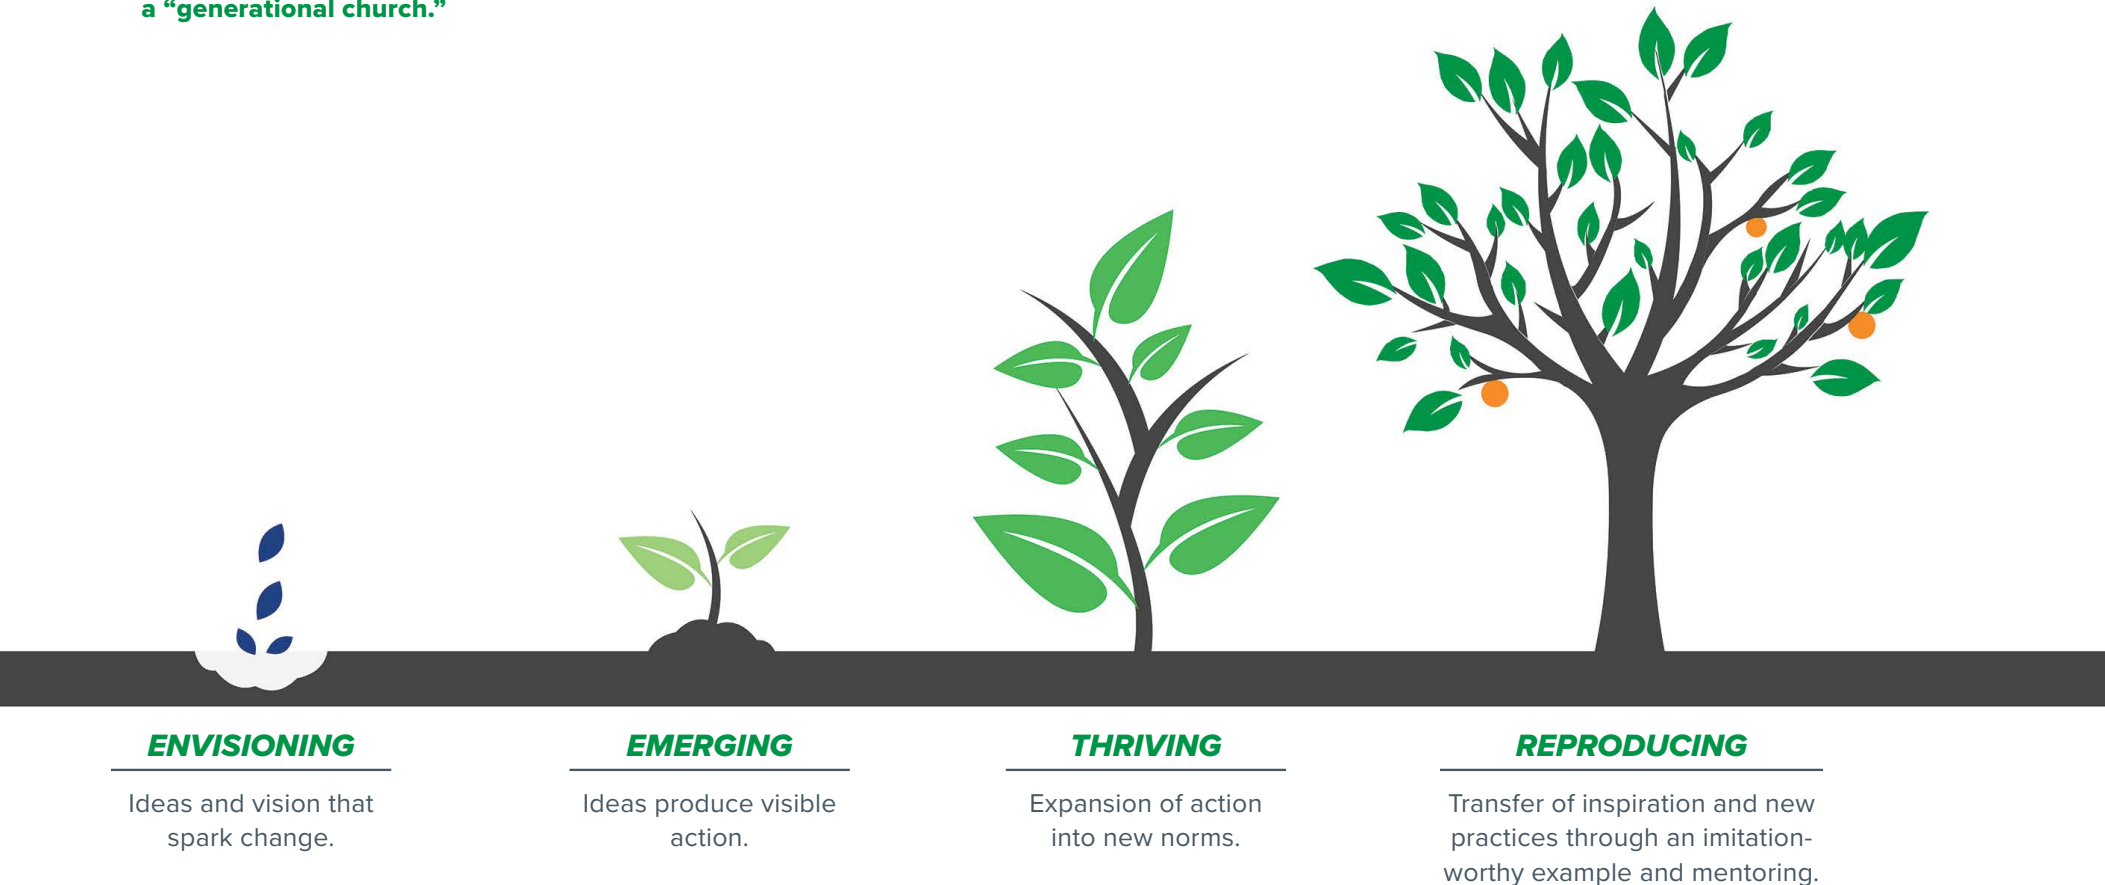 a “generational church.”
ENVISIONING
Ideas and vision that
spark change.
EMERGING
Ideas produce visible
action.
THRIVING
Expansion of action
into new norms.
REPRODUCING
Transfer of inspiration and new
practices through an imitation-
worthy example and mentoring.